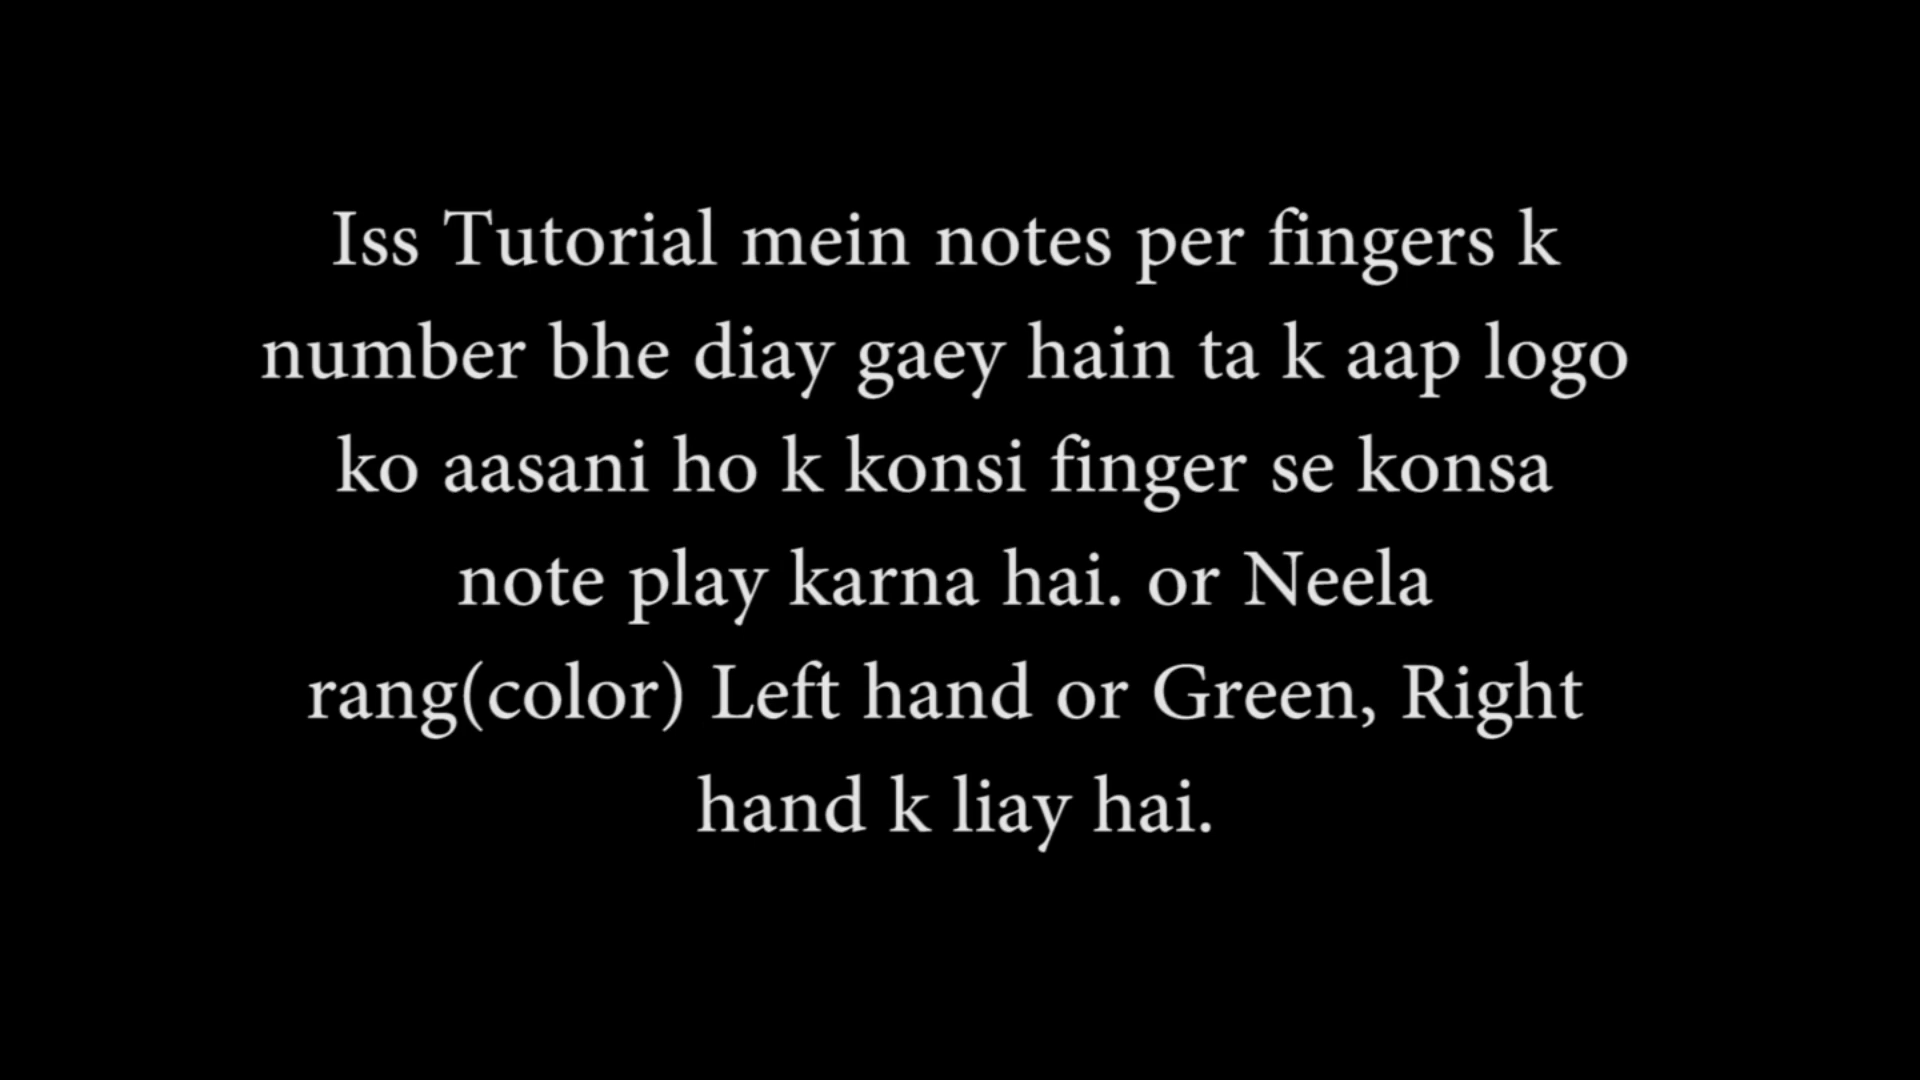 Iss Tutorial mein notes per fingers k
number bhe diay gaey hain ta k aap logo
ko aasani ho k konsi finger se konsa
note play karna hai. or Neela
rang(color) Left hand or Green, Right
hand k liay hai.